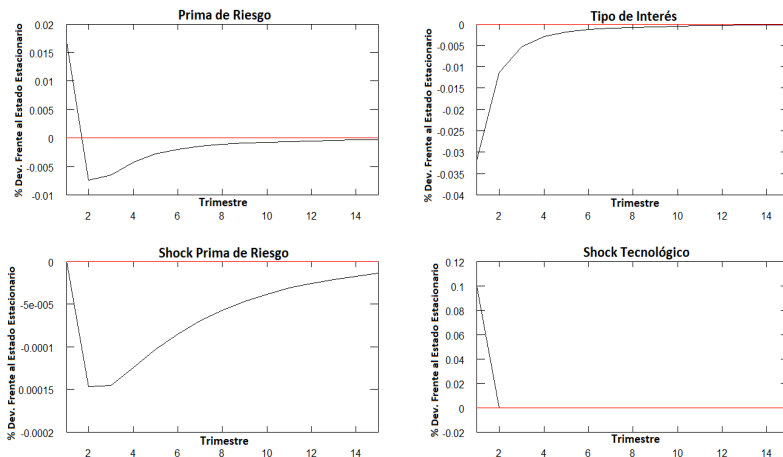 Prima de Riesgo
% Dev. Frente al Estado Estacionario
0.02
0.015
0.01
0.005
0
-0.005
-0.01
2 4 6 8 10 12 14
Trimestre
Tipo de Interés
% Dev. Frente al Estado Estacionario
0
-0.005
-0.01
-0.015
-0.02
-0.025
-0.03
-0.035
-0.04
2 4 6 8 10 12 14
Trimestre
Shock Prima de Riesgo
% Dev. Frente al Estado Estacionario
0
-5e-005
-0.0001
0.00015
-0.0002
2 4 6 8 10 12 14
Trimestre
Shock Tecnológico
% Dev. Frente al Estado Estacionario
0.12
0.1
0.08
0.06
0.04
0.02
0
-0.02
2 4 6 8 10 12 14
Trimestre